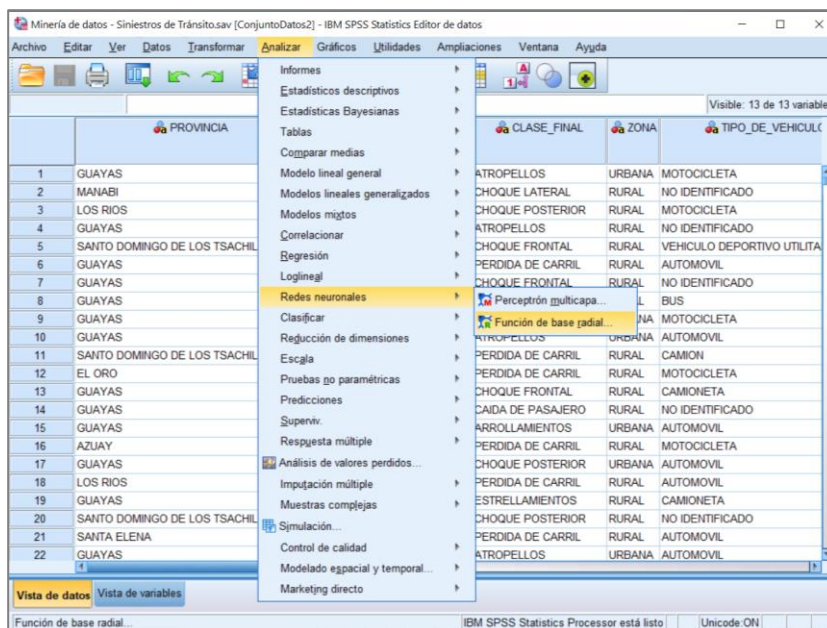 Minería de datos - Siniestros de Tránsito.sav [ConjuntoDatos2] - IBM SPSS Statistics Editor de datos
Archivo Editar Ver Datos Transformar Analizar Gráficos Utilidades Ampliaciones Ventana Ayuda
Visible: 13 de 13 variable
PROVINCIA CLASE_FINAL ZONA TIPO_DE_VEHICULO
1 GUAYAS ATROPELLOS URBANA MOTOCICLETA
2 MANABI CHOQUE LATERAL RURAL NO IDENTIFICADO
3 LOS RIOS CHOQUE POSTERIOR RURAL MOTOCICLETA
4 GUAYAS ATROPELLOS RURAL NO IDENTIFICADO
5 SANTO DOMINGO DE LOS TSACHIL CHOQUE FRONTAL RURAL VEHICULO DEPORTIVO UTILITA
6 GUAYAS PERDIDA DE CARRIL RURAL AUTOMOVIL
7 GUAYAS CHOQUE FRONTAL RURAL NO IDENTIFICADO
8 GUAYAS L BUS
9 GUAYAS NA MOTOCICLETA
10 GUAYAS ATROPELLOS URBANA AUTOMOVIL
11 SANTO DOMINGO DE LOS TSACHIL PERDIDA DE CARRIL RURAL CAMION
12 EL ORO PERDIDA DE CARRIL RURAL MOTOCICLETA
13 GUAYAS CHOQUE FRONTAL RURAL CAMIONETA
14 GUAYAS CAIDA DE PASAJERO RURAL NO IDENTIFICADO
15 GUAYAS ARROLLAMIENTOS URBANA AUTOMOVIL
16 AZUAY PERDIDA DE CARRIL RURAL MOTOCICLETA
17 GUAYAS CHOQUE POSTERIOR URBANA AUTOMOVIL
18 LOS RIOS PERDIDA DE CARRIL RURAL AUTOMOVIL
19 GUAYAS ESTRELLAMIENTOS RURAL CAMIONETA
20 SANTO DOMINGO DE LOS TSACHIL CHOQUE POSTERIOR RURAL NO IDENTIFICADO
21 SANTA ELENA PERDIDA DE CARRIL RURAL AUTOMOVIL
22 GUAYAS ATROPELLOS URBANA AUTOMOVIL
Informes
Estadísticos descriptivos
Estadísticas Bayesianas
Tablas
Comparar medias
Modelo lineal general
Modelos lineales generalizados
Modelos mixtos
Correlacionar
Regresión
Loglineal
Redes neuronales
Clasificar
Reducción de dimensiones
Escala
Pruebas no paramétricas
Predicciones
Superviv.
Respuesta múltiple
Análisis de valores perdidos...
Imputación múltiple
Muestras complejas
Simulación...
Control de calidad
Modelado espacial y temporal...
Marketing directo
Perceptrón multicapa...
Función de base radial...
Vista de datos Vista de variables
Función de base radial... IBM SPSS Statistics Processor está listo Unicode:ON